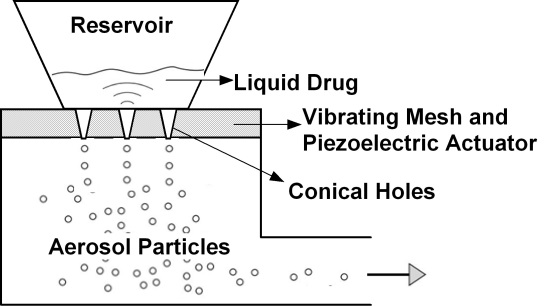 Reservoir
Liquid Drug
Vibrating Mesh and
Piezoelectric Actuator
Conical Holes
Aerosol Particles